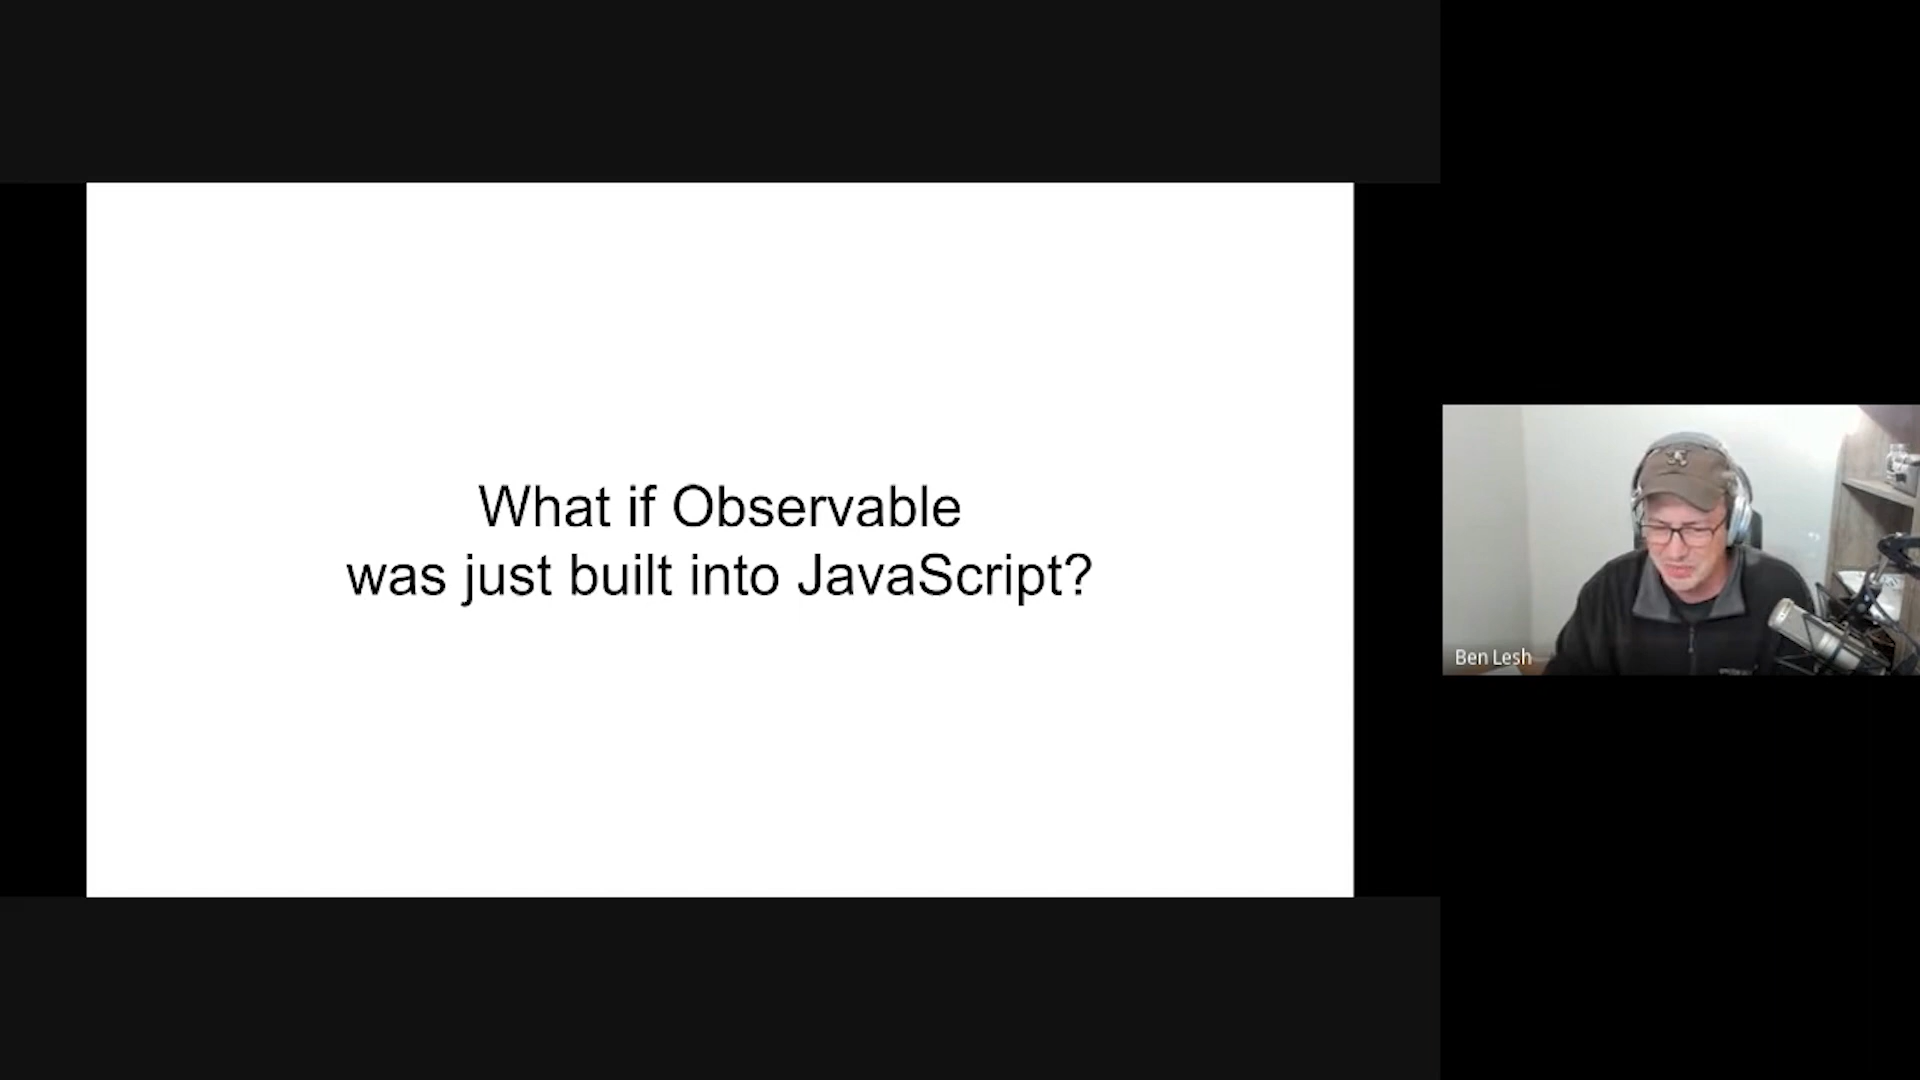 What if Observable
was just built into JavaScript?
Ben Lesh